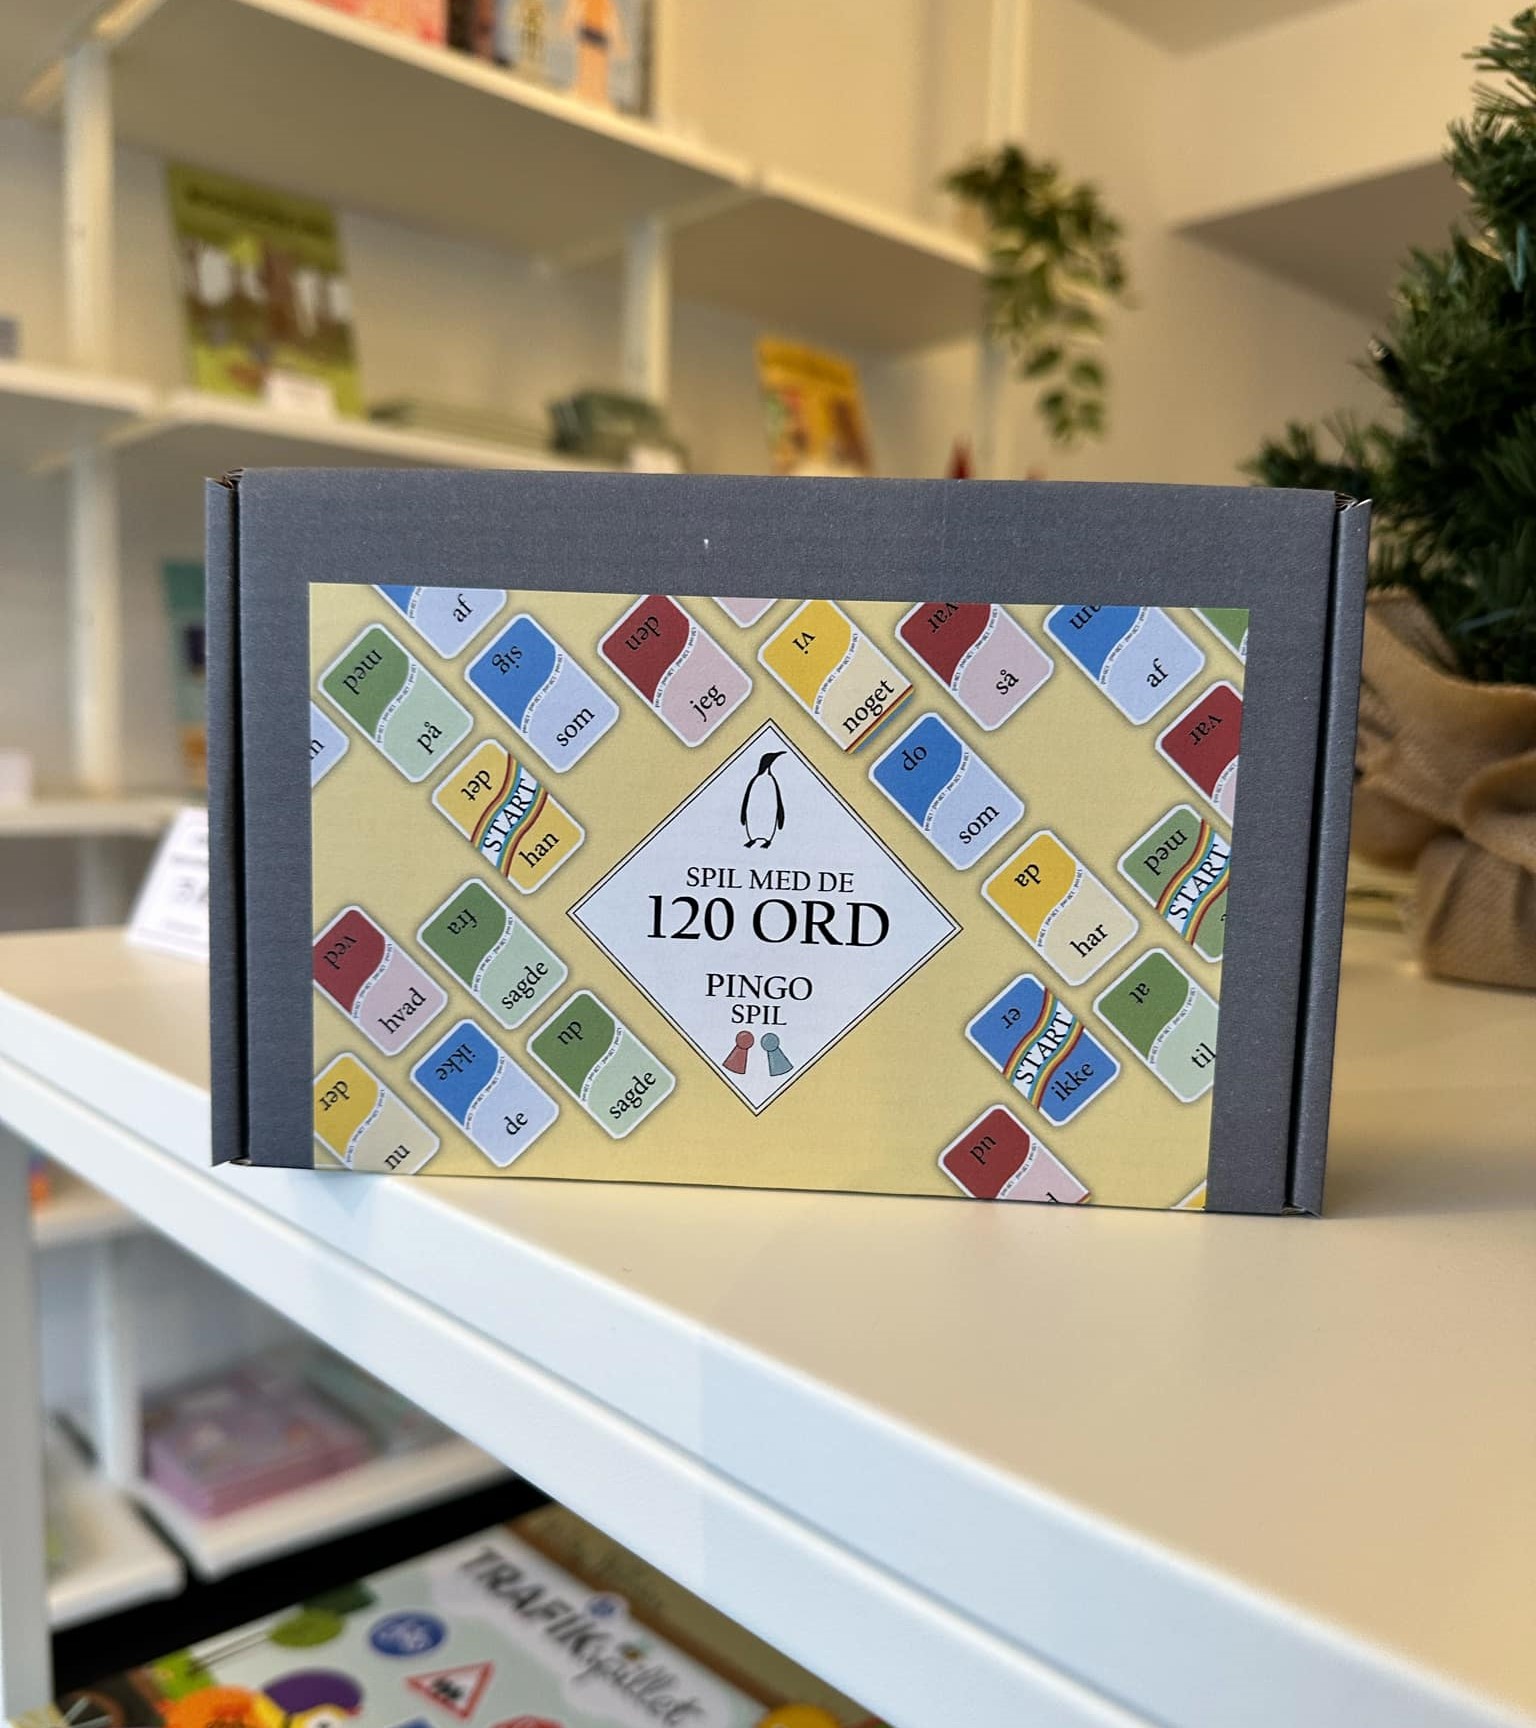 af
med
på
sig
som
den
jeg
vi
noget
var
så
af
var
det
START
han
do
som
da
har
med
START
SPIL MED DE
120 ORD
PINGO
SPIL
ved
hvad
fra
sagde
du
sagde
ikke
de
der
nu
er
START
ikke
at
til
nu
TRAFIKspillet